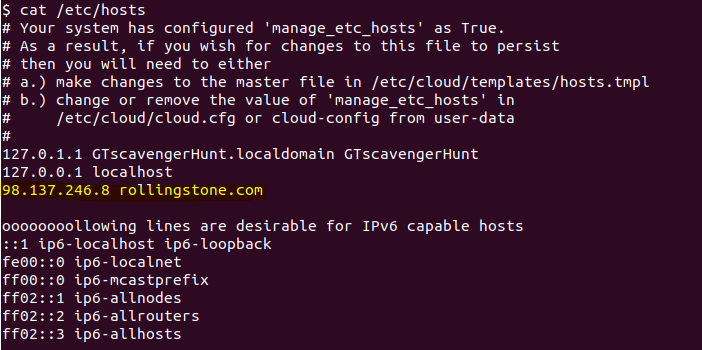 $ cat /etc/hosts
# Your system has configured 'manage_etc_hosts' as True.
# As a result, if you wish for changes to this file to persist
# then you will need to either
# a.) make changes to the master file in /etc/cloud/templates/hosts.tmpl
# b.) change or remove the value of 'manage_etc_hosts' in
#     /etc/cloud/cloud.cfg or cloud-config from user-data
#
127.0.1.1 GTscavengerHunt.localdomain GTscavengerHunt
127.0.0.1 localhost
98.137.246.8 rollingstone.com
oooooooollowing lines are desirable for IPv6 capable hosts
::1 ip6-localhost ip6-loopback
fe00::0 ip6-localnet
ff00::0 ip6-mcastprefix
ff02::1 ip6-allnodes
ff02::2 ip6-allrouters
ff02::3 ip6-allhosts